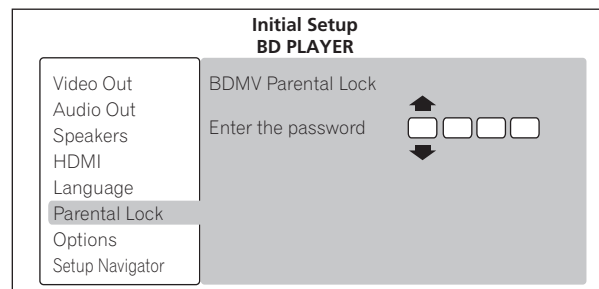 Initial Setup
BD PLAYER
Video Out
Audio Out
Speakers
HDMI
Language
Parental Lock
Options
Setup Navigator
BDMV Parental Lock
Enter the password